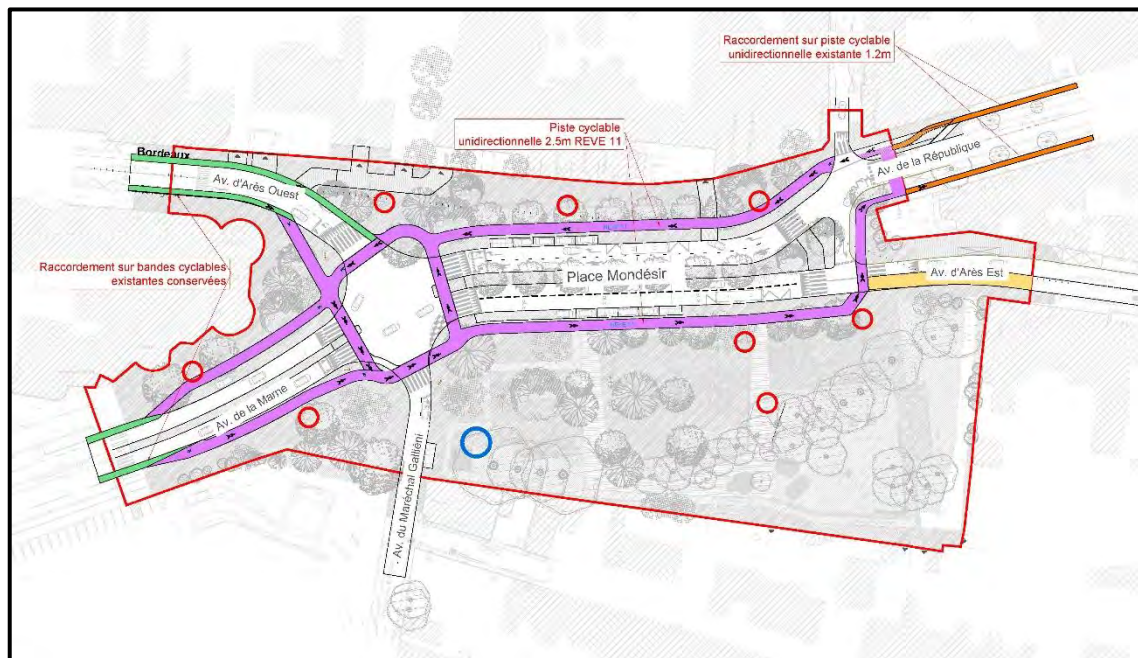 Raccordement sur piste cyclable
unidirectionnelle existante 1.2m
Piste cyclable
unidirectionnelle 2.5m REVE 11
Bordeaux
Av. d'Arès Ouest
Av. de la République
Raccordement sur bandes cyclables
existantes conservées
Place Mondésir
Av. d'Arès Est
Av. de la Marne
Av. du Maréchal Galliéni